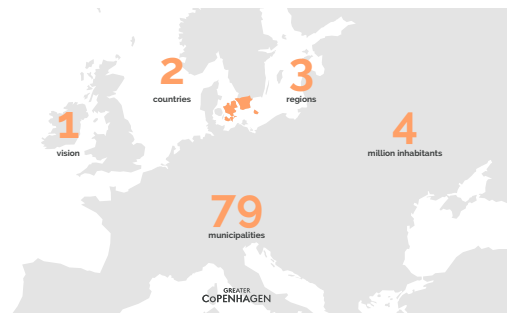 2
countries
3
regions
1
vision
4
million inhabitants
79
municipalities
GREATER
COPENHAGEN